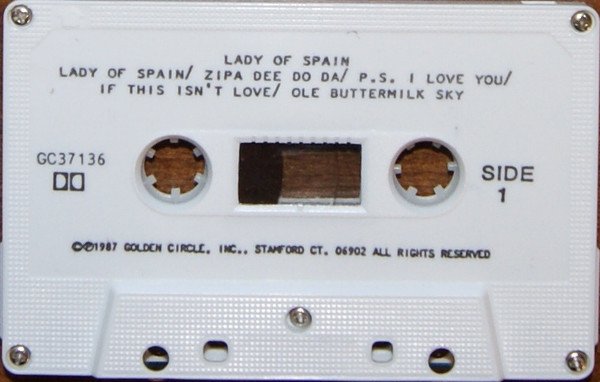 LADY OF SPAIN
LADY OF SPAIN/ ZIPA DEE DO DA/ P.S. I LOVE YOU/
IF THIS ISN'T LOVE/ OLE BUTTERMILK SKY
GC37136
SIDE
1
©℗1987 GOLDEN CIRCLE, INC., STAMFORD CT. 06902 ALL RIGHTS RESERVED